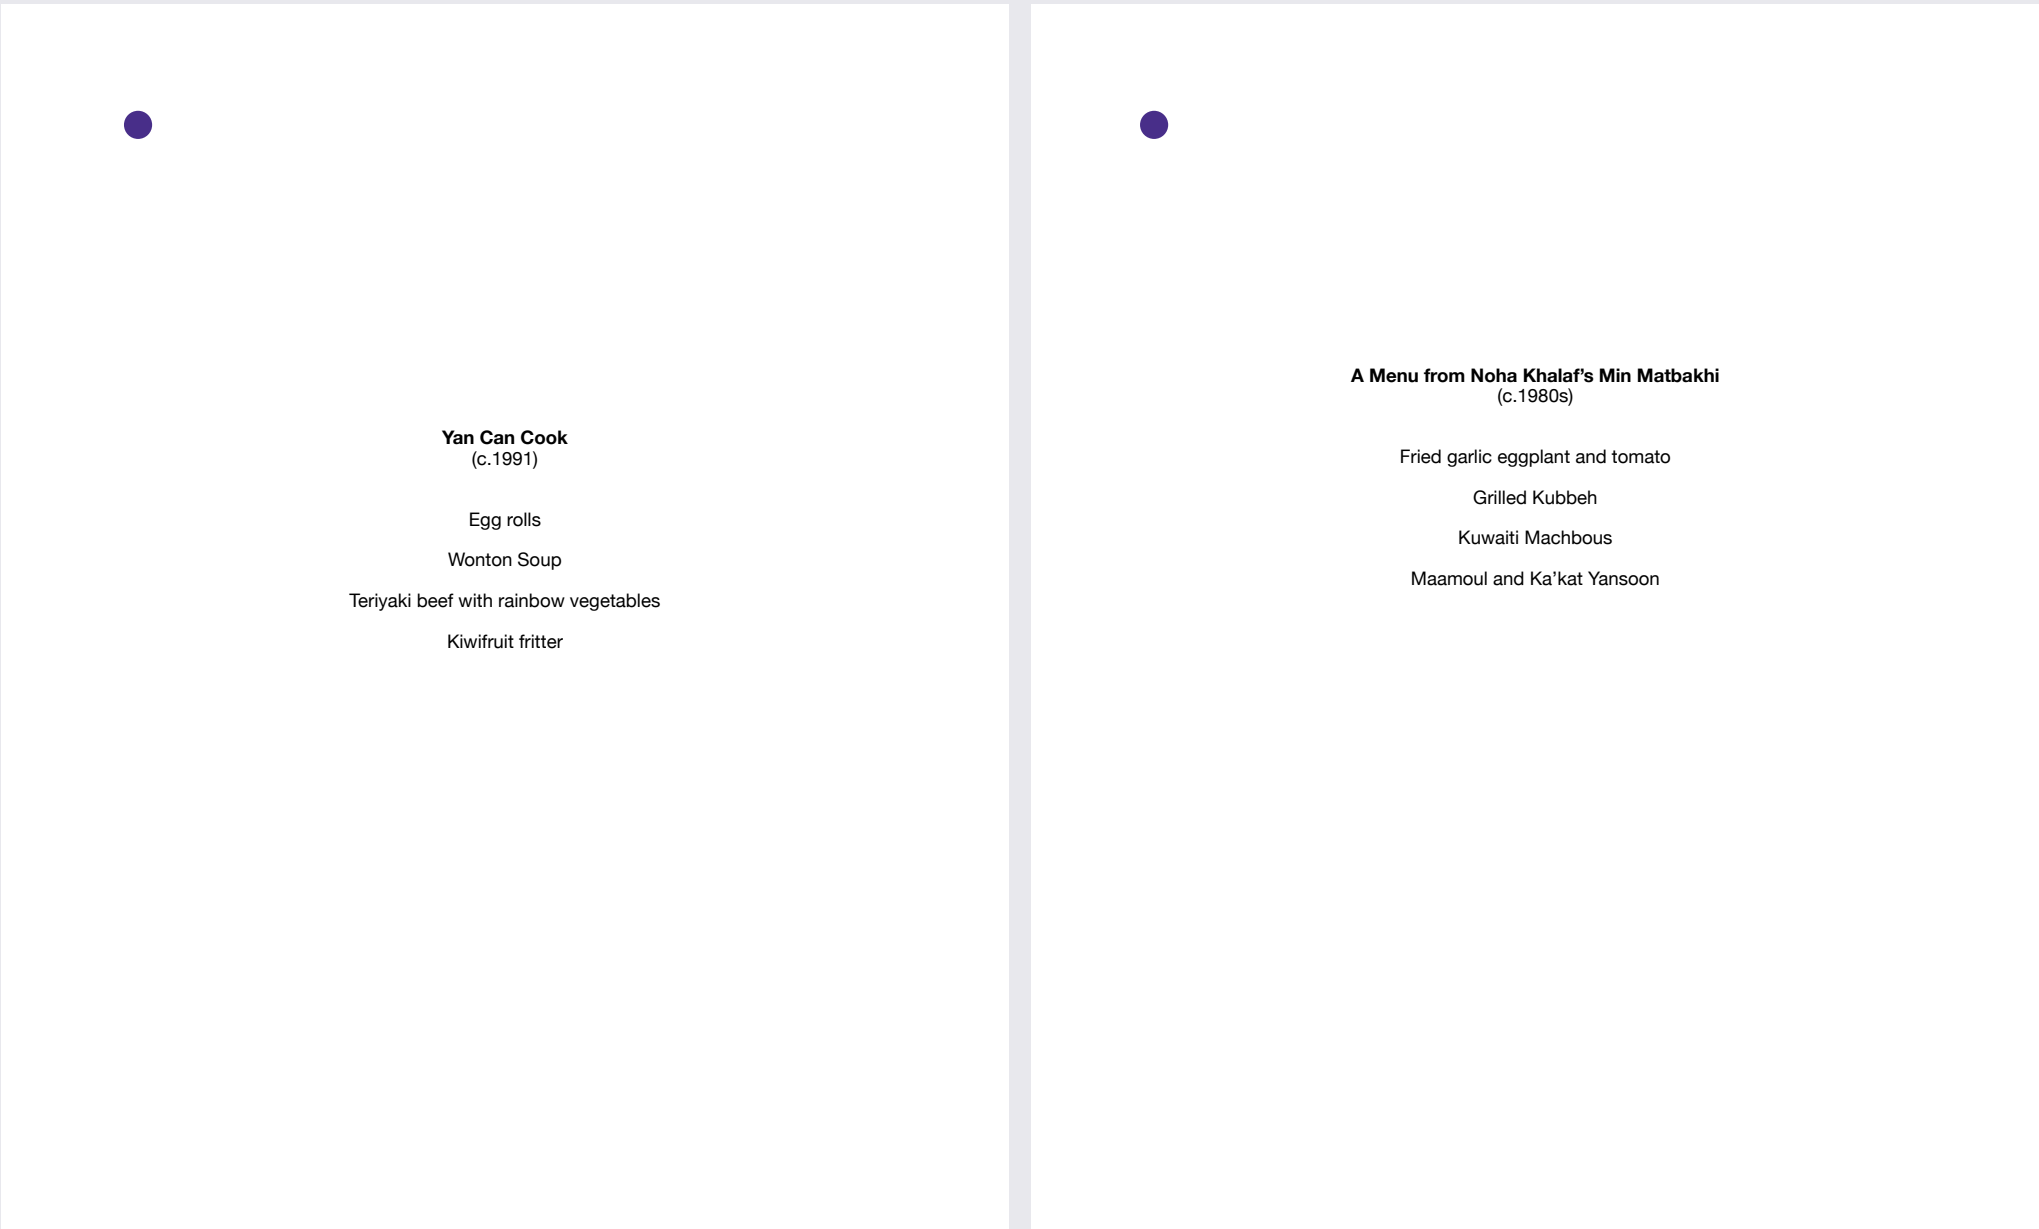 Yan Can Cook
(c.1991)
Egg rolls
Wonton Soup
Teriyaki beef with rainbow vegetables
Kiwifruit fritter
A Menu from Noha Khalaf’s Min Matbakhi
(c.1980s)
Fried garlic eggplant and tomato
Grilled Kubbeh
Kuwaiti Machbous
Maamoul and Ka’kat Yansoon